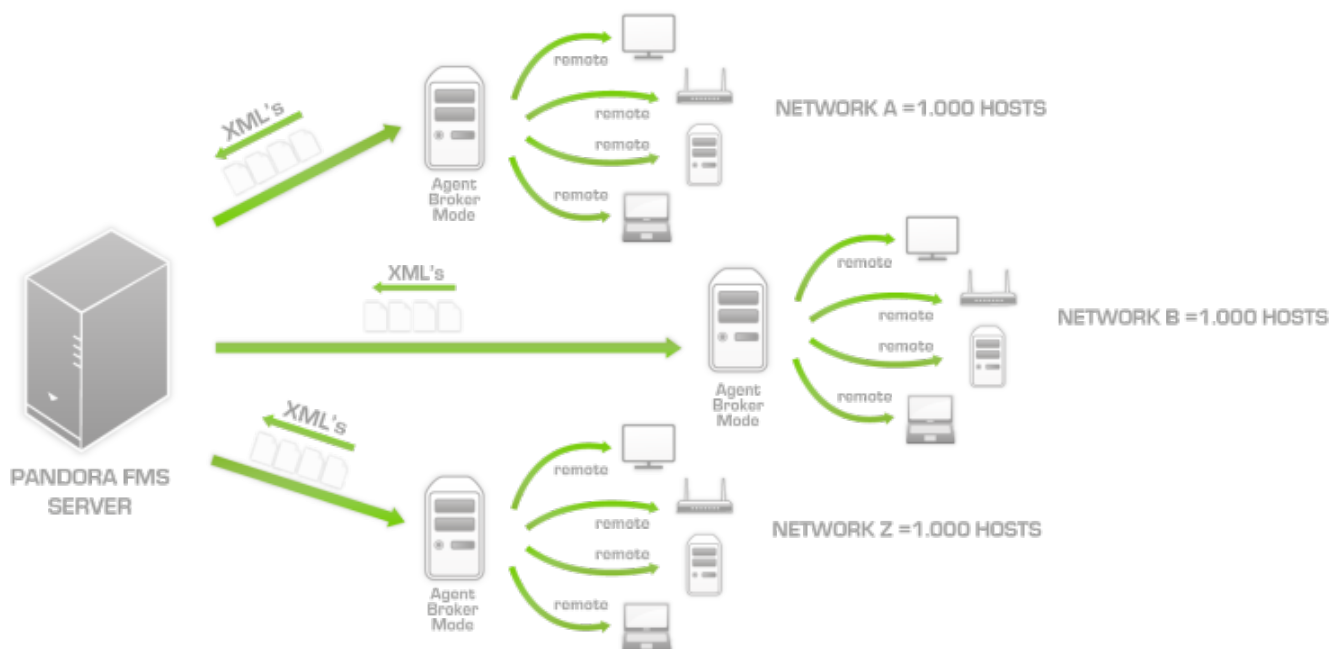 XML's
Agent
Broker
Mode
remote
remote
remote
remote
NETWORK A =1.000 HOSTS
PANDORA FMS
SERVER
XML's
Agent
Broker
Mode
remote
remote
remote
remote
NETWORK B =1.000 HOSTS
XML's
Agent
Broker
Mode
remote
remote
remote
remote
NETWORK Z =1.000 HOSTS